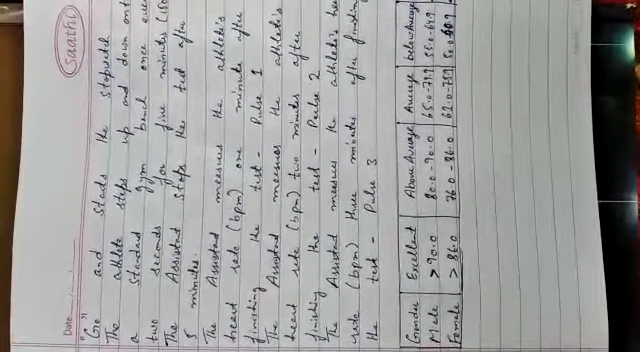 Saathi
Date
"Go" and starts the stopwatch
The athlete steps up and down onto
a standard gym bench once every
two seconds for five minutes (150
The Assistant stops the test after
5 minutes.
The Assistant measures the athlete's
heart rate (bpm) one minute after
finishing the test - Pulse 1
The Assistant measures the athlete's
heart rate (bpm) two minutes after
finishing the test - Pulse 2
The Assistant measures the athlete's
rate (bpm) three minutes after finishing
the test - Pulse 3
Gender Excellent Above Average Average Below Average
Male >90.0 80.0-90.0 65.0-79.9 55.0-64.9
Female >86.0 76.0-86.0 62.0-75.9